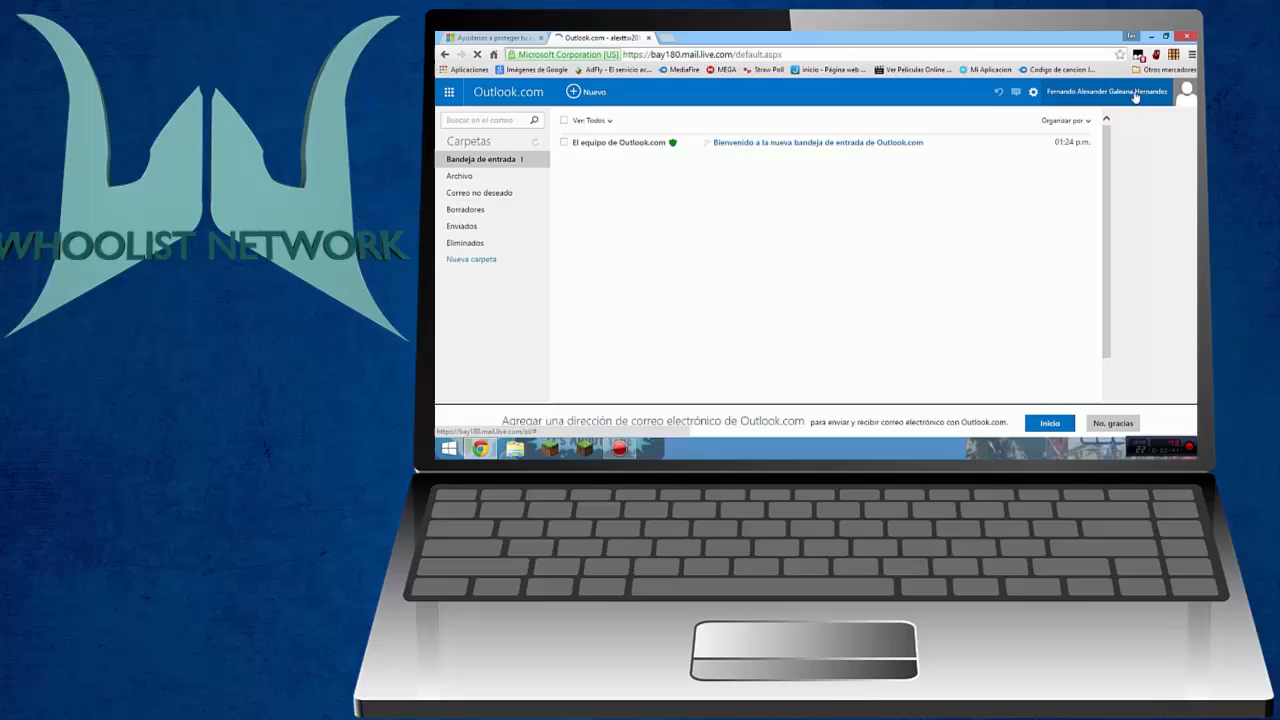 WHOOLIST NETWORK
Ayúdanos a proteger tu c
Outlook.com - alexttw201
Microsoft Corporation [US] https://bay180.mail.live.com/default.aspx
Aplicaciones Imágenes de Google AdFly - El servicio ac... MediaFire MEGA Straw Poll inicio - Página web ... Ver Peliculas Online ... Mi Aplicacion Codigo de cancion (... Otros marcadores
Outlook.com Nuevo Fernando Alexander Galeana Hernandez
Buscar en el correo Ver: Todos Organizar por
Carpetas
El equipo de Outlook.com Bienvenido a la nueva bandeja de entrada de Outlook.com 01:24 p.m.
Bandeja de entrada 1
Archivo
Correo no deseado
Borradores
Enviados
Eliminados
Nueva carpeta
Agregar una dirección de correo electrónico de Outlook.com para enviar y recibir correo electrónico con Outlook.com. Inicio No, gracias
https://bay180.mail.live.com/ol/#